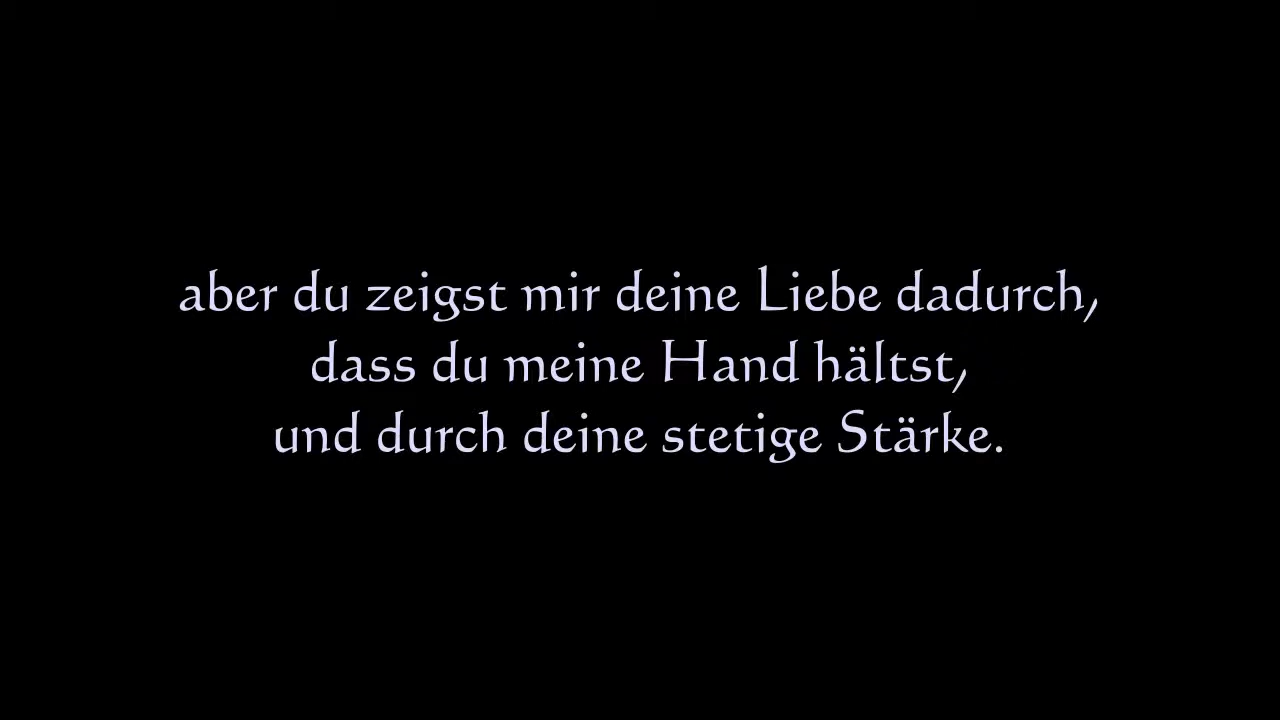 aber du zeigst mir deine Liebe dadurch,
dass du meine Hand hältst,
und durch deine stetige Stärke.